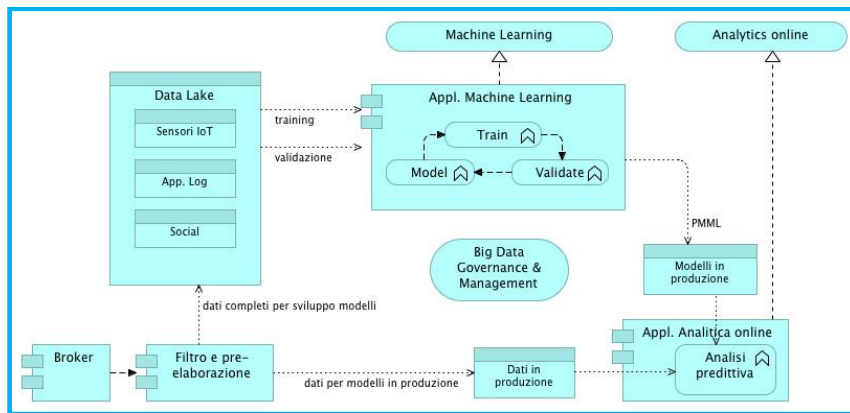 Machine Learning
Analytics online
Data Lake
Sensori IoT
App. Log
Social
training
validazione
Appl. Machine Learning
Train
Model
Validate
PMML
Big Data
Governance &
Management
Modelli in
produzione
dati completi per sviluppo modelli
Appl. Analitica online
Broker
Filtro e pre-
elaborazione
dati per modelli in produzione
Dati in
produzione
Analisi
predittiva